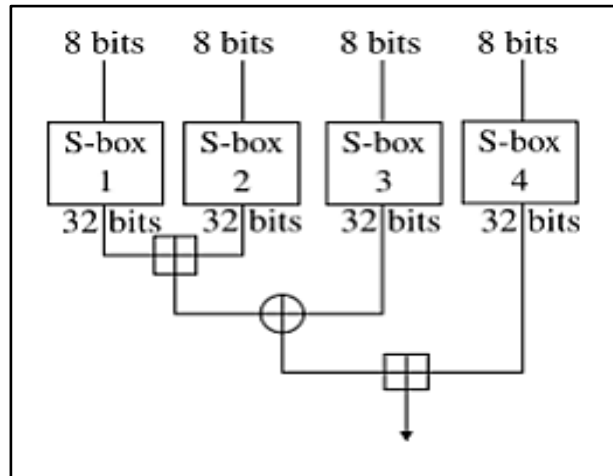 8 bits 8 bits 8 bits 8 bits
S-box S-box S-box S-box
1 2 3 4
32 bits 32 bits 32 bits 32 bits